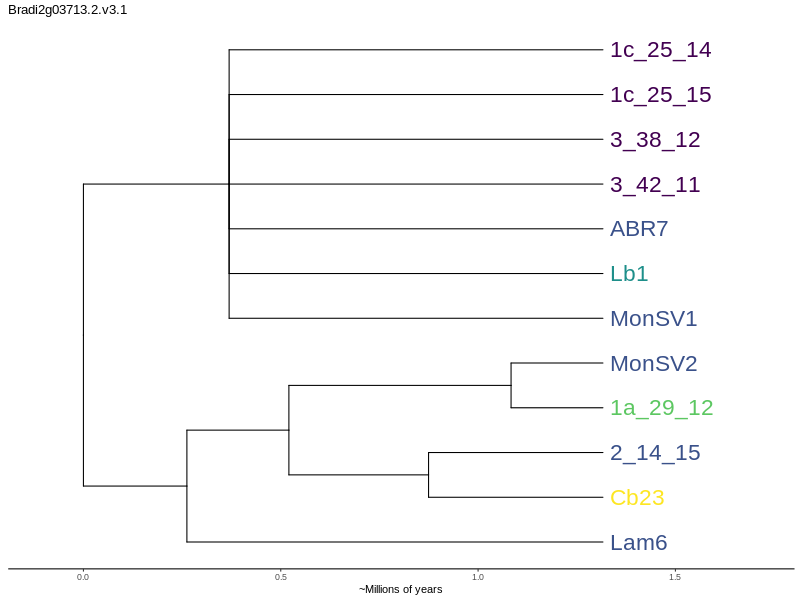 Bradi2g03713.2.v3.1
1c_25_14
1c_25_15
3_38_12
3_42_11
ABR7
Lb1
MonSV1
MonSV2
1a_29_12
2_14_15
Cb23
Lam6
0.0 0.5 1.0 1.5
~Millions of years